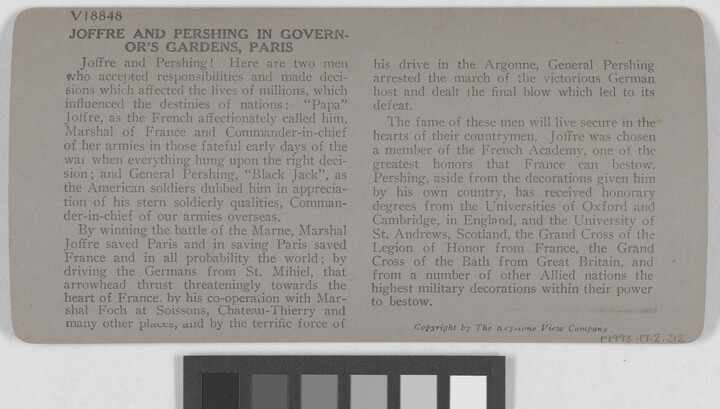 V18848
JOFFRE AND PERSHING IN GOVERN-
OR'S GARDENS, PARIS
Joffre and Pershing! Here are two men
who accepted responsibilities and made deci-
sions which affected the lives of millions, which
influenced the destinies of nations: "Papa"
Joffre, as the French affectionately called him,
Marshal of France and Commander-in-chief
of her armies in those fateful early days of the
war when everything hung upon the right deci-
sion; and General Pershing, "Black Jack", as
the American soldiers dubbed him in apprecia-
tion of his stern soldierly qualities, Comman-
der-in-chief of our armies overseas.
By winning the battle of the Marne, Marshal
Joffre saved Paris and in saving Paris saved
France and in all probability the world; by
driving the Germans from St. Mihiel, that
arrowhead thrust threateningly towards the
heart of France, by his co-operation with Mar-
shal Foch at Soissons, Chateau-Thierry and
many other places, and by the terrific force of
his drive in the Argonne, General Pershing
arrested the march of the victorious German
host and dealt the final blow which led to its
defeat.
The fame of these men will live secure in the
hearts of their countrymen. Joffre was chosen
a member of the French Academy, one of the
greatest honors that France can bestow.
Pershing, aside from the decorations given him
by his own country, has received honorary
degrees from the Universities of Oxford and
Cambridge, in England, and the University of
St. Andrews, Scotland, the Grand Cross of the
Legion of Honor from France, the Grand
Cross of the Bath from Great Britain, and
from a number of other Allied nations the
highest military decorations within their power
to bestow.
Copyright by The Keystone View Company
P1993-19-2-212